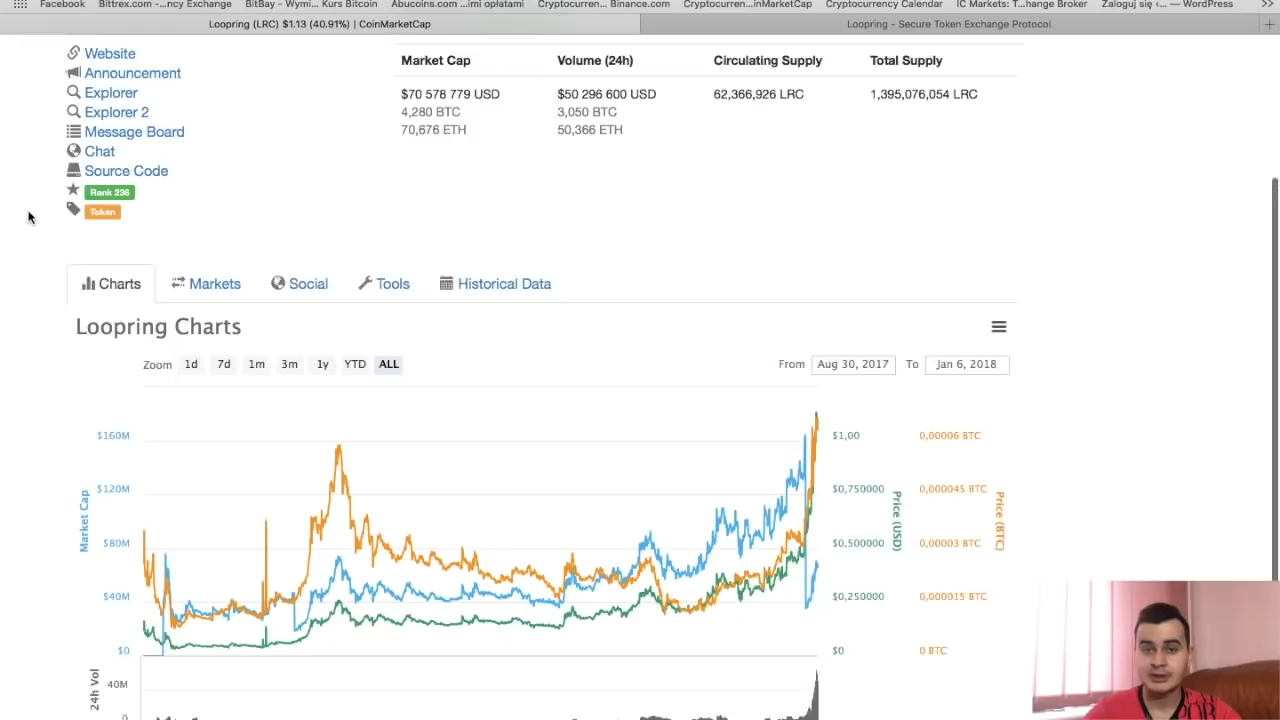 Facebook Bittrex.com -...ncy Exchange BitBay - Wymi... Kurs Bitcoin Abucoins.com ...imi opłatami Cryptocurren... Binance.com Cryptocurrenc...inMarketCap Cryptocurrency Calendar IC Markets: T...hange Broker Zaloguj się ‹... — WordPress
Loopring (LRC) $1.13 (40.91%) | CoinMarketCap Loopring - Secure Token Exchange Protocol
Website
Announcement
Explorer
Explorer 2
Message Board
Chat
Source Code
Rank 236
Token
Market Cap Volume (24h) Circulating Supply Total Supply
$70 578 779 USD $50 296 600 USD 62,366,926 LRC 1,395,076,054 LRC
4,280 BTC 3,050 BTC
70,676 ETH 50,366 ETH
Charts Markets Social Tools Historical Data
Loopring Charts
Zoom 1d 7d 1m 3m 1y YTD ALL From Aug 30, 2017 To Jan 6, 2018
$160M $1,00 0,00006 BTC
$120M $0,750000 0,000045 BTC
$80M $0,500000 0,00003 BTC
$40M $0,250000 0,000015 BTC
$0 $0 0 BTC
Market Cap
Price (USD)
Price (BTC)
24h Vol
40M
0